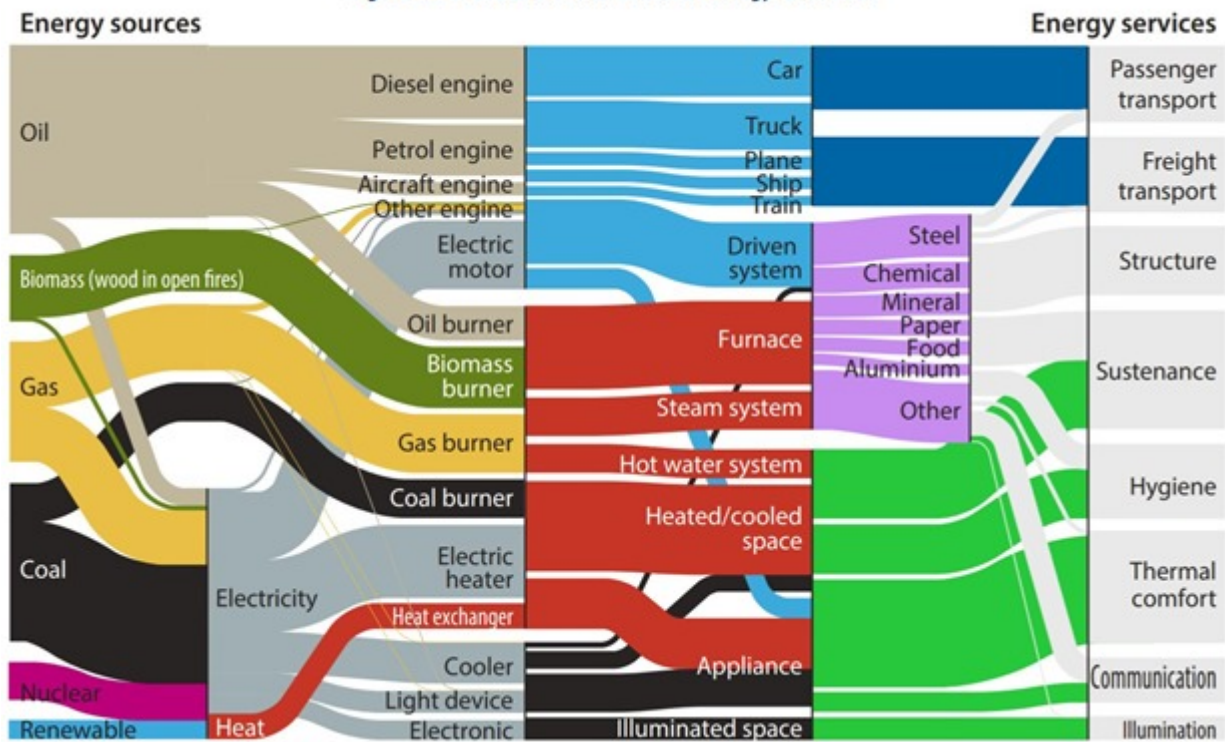 Energy sources
Energy services
Oil
Biomass (wood in open fires)
Gas
Coal
Nuclear
Renewable
Electricity
Heat
Diesel engine
Petrol engine
Aircraft engine
Other engine
Electric
motor
Oil burner
Biomass
burner
Gas burner
Coal burner
Electric
heater
Heat exchanger
Cooler
Light device
Electronic
Car
Truck
Plane
Ship
Train
Driven
system
Furnace
Steam system
Hot water system
Heated/cooled
space
Appliance
Illuminated space
Steel
Chemical
Mineral
Paper
Food
Aluminium
Other
Passenger
transport
Freight
transport
Structure
Sustenance
Hygiene
Thermal
comfort
Communication
Illumination